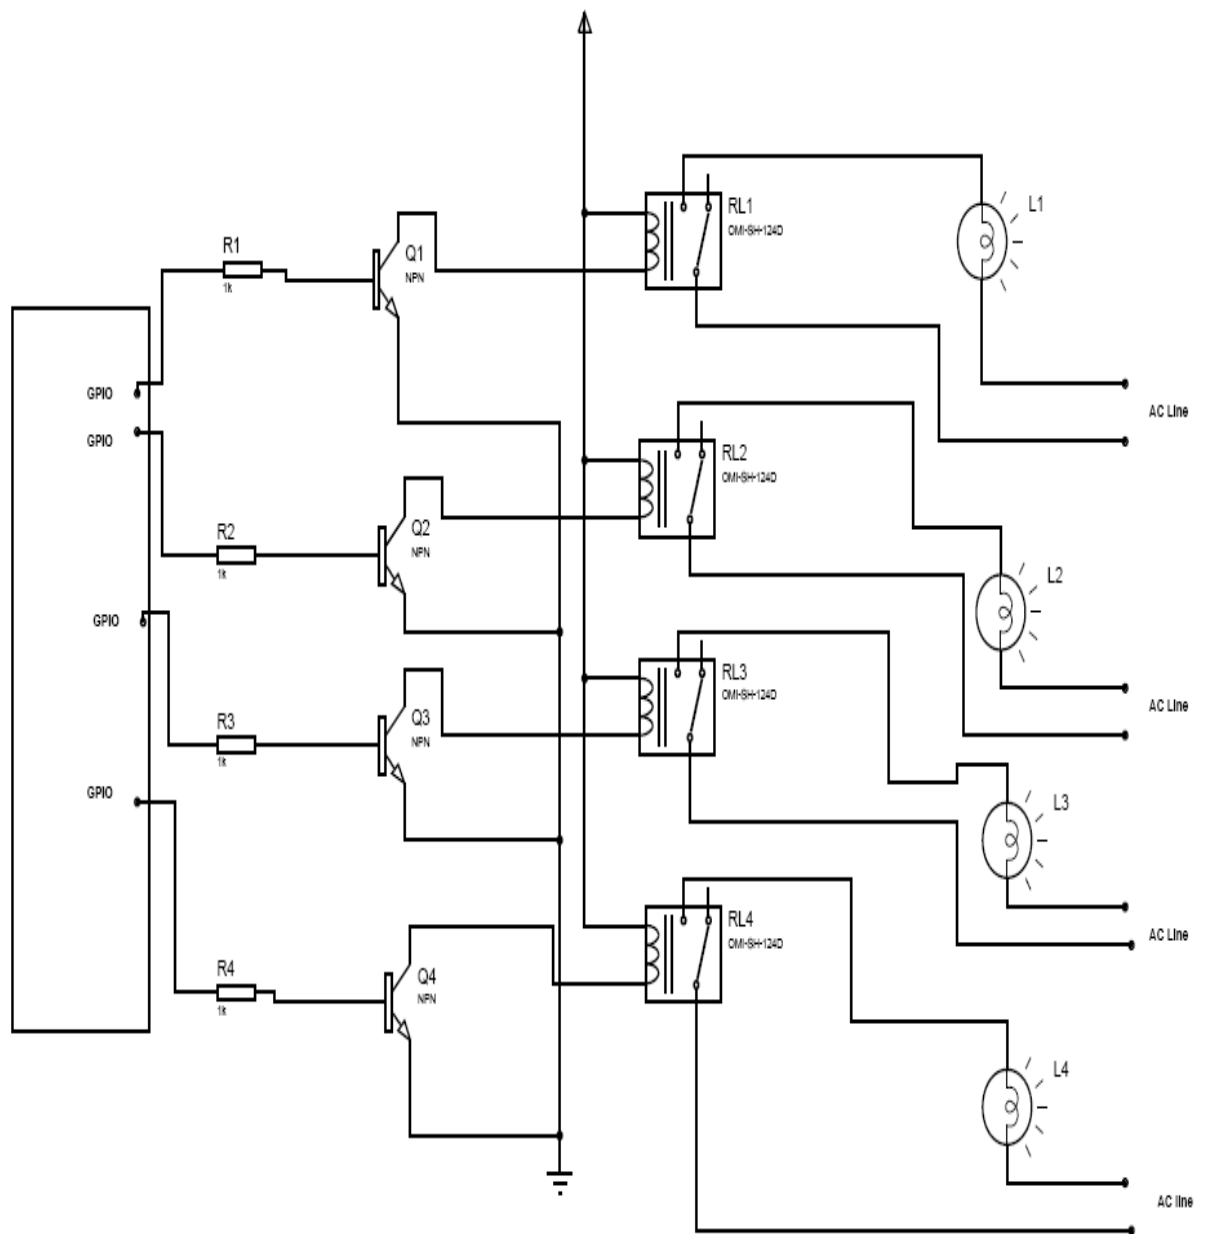 RL1
OMI-SH-124D
L1
R1
1k
Q1
NPN
GPIO
GPIO
AC Line
RL2
OMI-SH-124D
R2
1k
Q2
NPN
L2
GPIO
RL3
OMI-SH-124D
AC Line
R3
1k
Q3
NPN
GPIO
L3
RL4
OMI-SH-124D
AC Line
R4
1k
Q4
NPN
L4
AC line